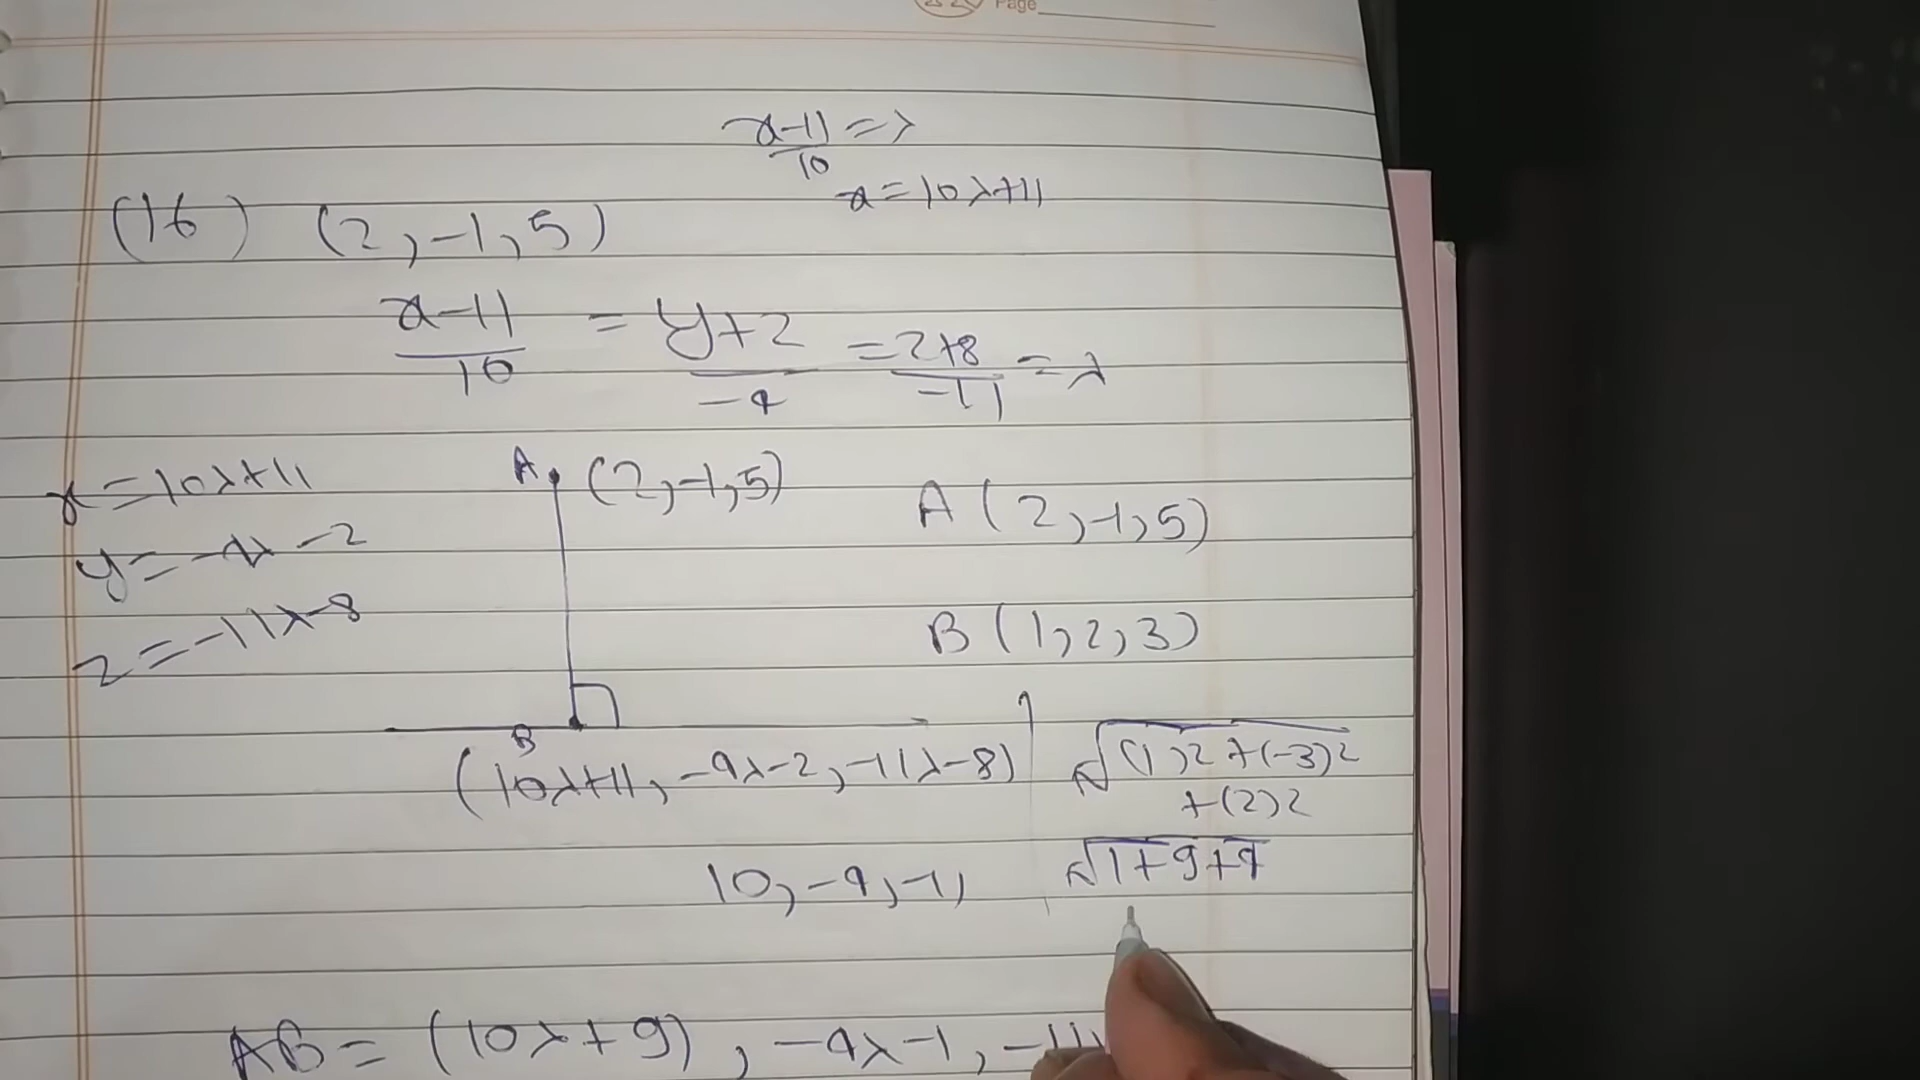 Page
x-11/10 => λ
x = 10λ+11
(16) (2,-1,5)
x-11/10 = y+2/-4 = z+8/-11 = λ
x = 10λ+11
y = -4λ-2
z = -11λ-8
A (2,-1,5)
A (2,-1,5)
B (1,2,3)
B
(10λ+11, -4λ-2, -11λ-8)
√(1)2+(-3)2
+(2)2
10, -4, -11
√1+9+4
AB = (10λ+9), -4λ-1, -11λ